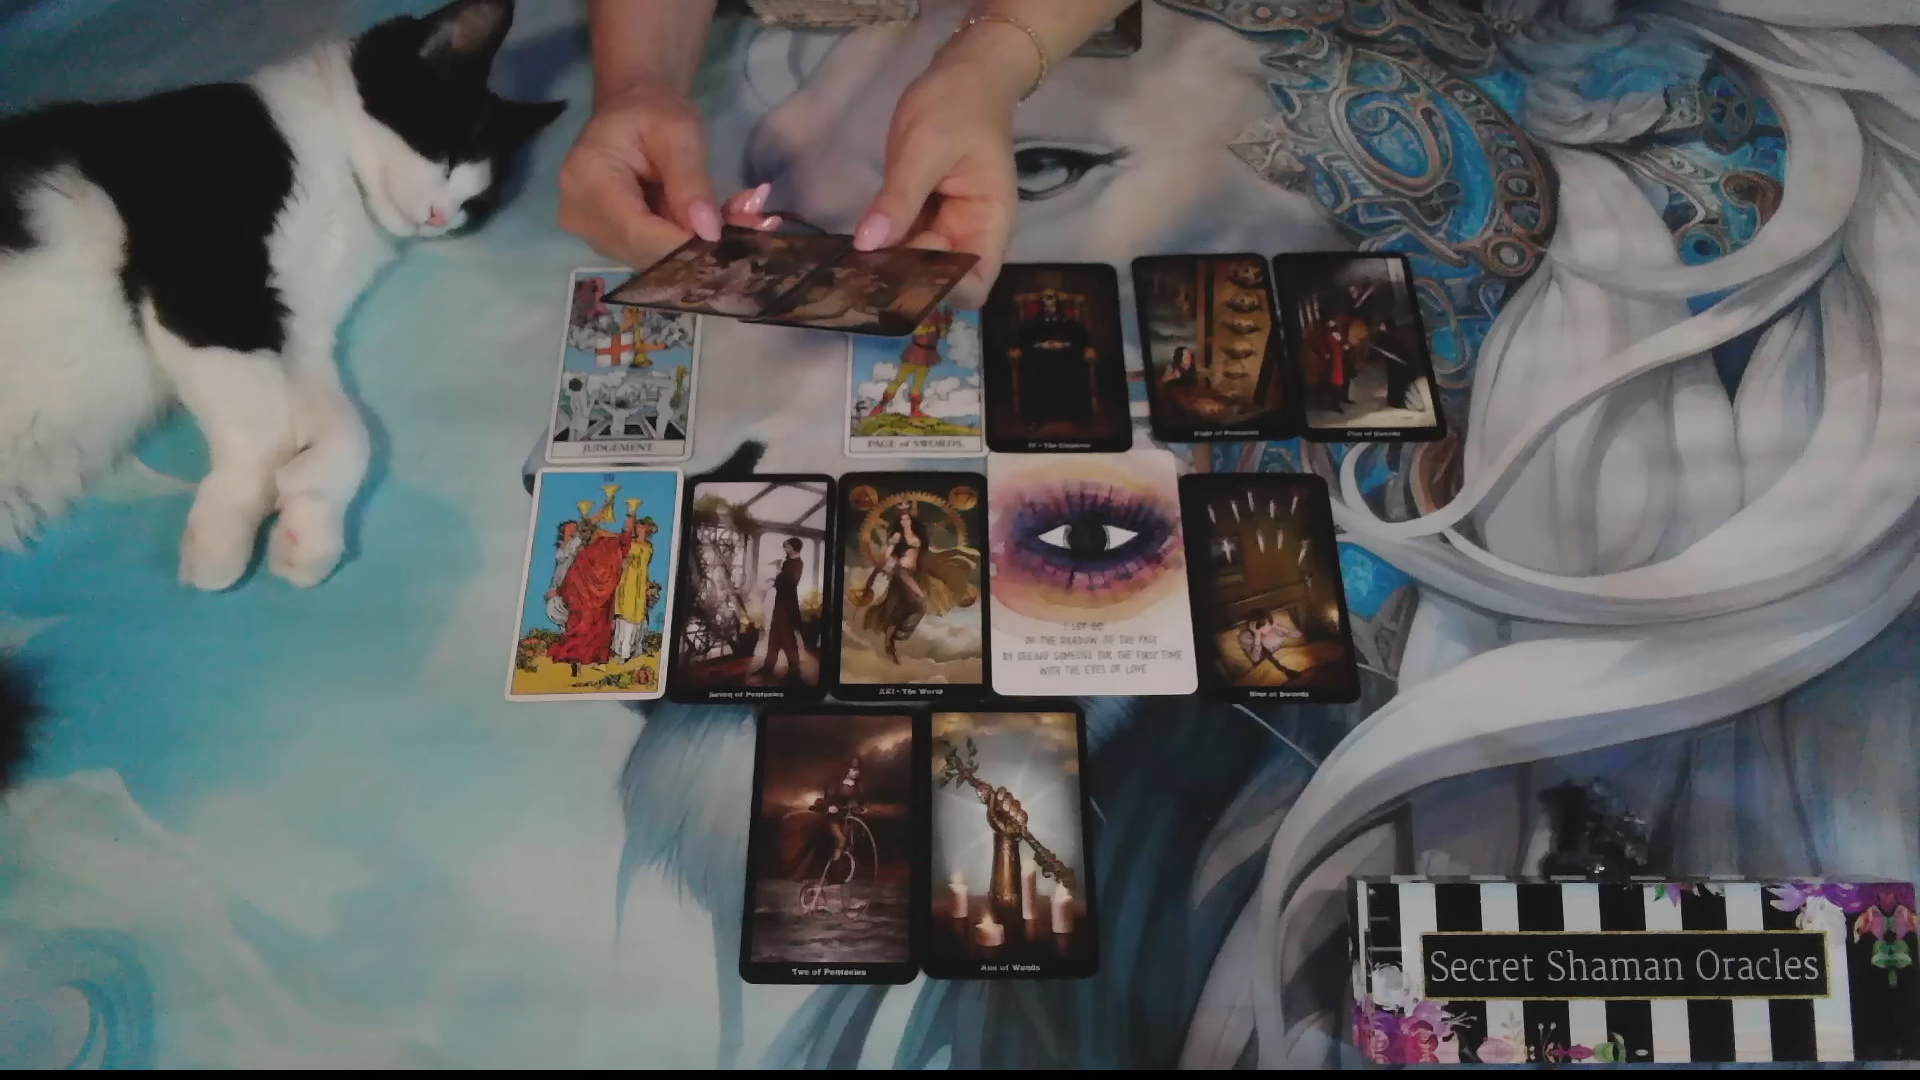 JUDGEMENT
PAGE of SWORDS.
IV - The Emperor
Eight of Pentacles
Five of Swords
III
Seven of Pentacles
XXI - The World
I LET GO
OF THE SHADOW OF THE PAST
BY SEEING SOMEONE FOR THE FIRST TIME
WITH THE EYES OF LOVE
Nine of Swords
Two of Pentacles
Ace of Wands
Secret Shaman Oracles